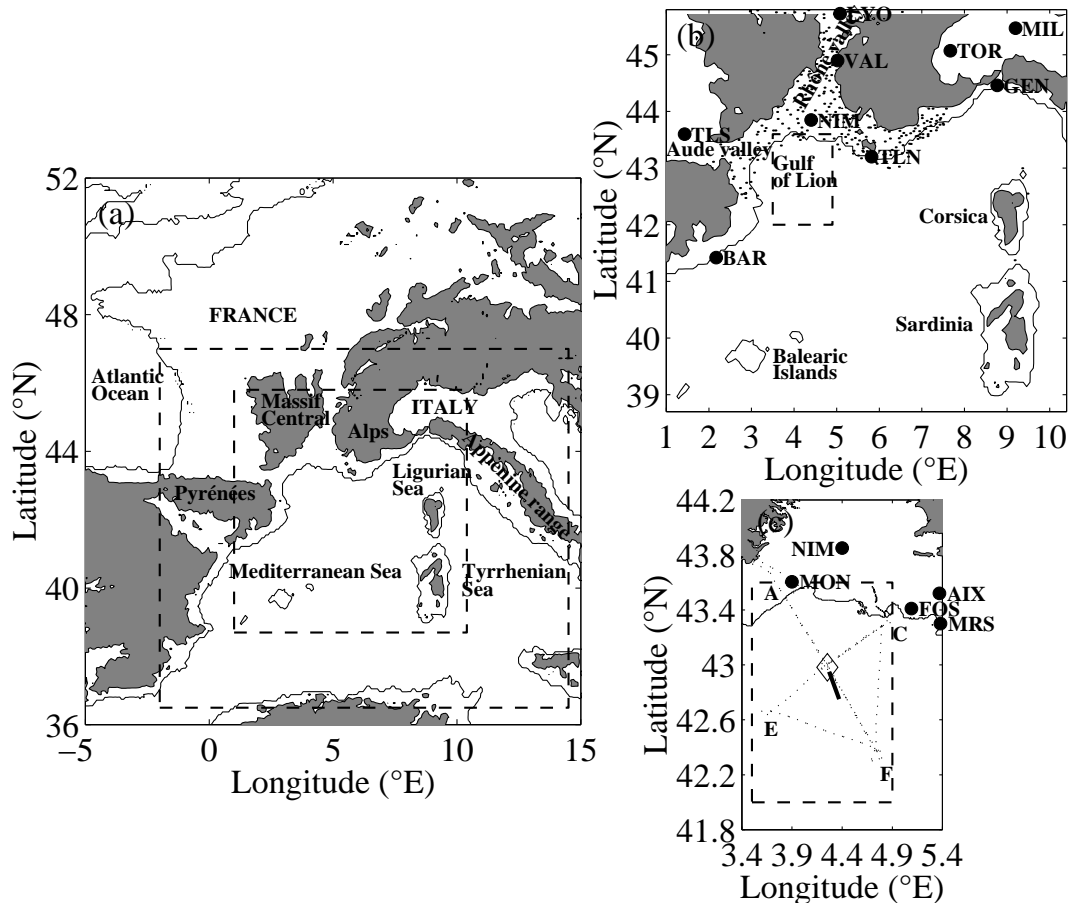 (a)
52
48
44
40
36
Latitude (°N)
−5
0
5
10
15
Longitude (°E)
FRANCE
Atlantic
Ocean
Massif
Central
ITALY
Alps
Appenine range
Ligurian
Sea
Pyrénées
Mediterranean Sea
Tyrrhenian
Sea
(b)
45
44
43
42
41
40
39
Latitude (°N)
1
2
3
4
5
6
7
8
9
10
Longitude (°E)
LYO
MIL
TOR
VAL
Rhône valley
GEN
NIM
TLS
Aude valley
TLN
Gulf
of Lion
Corsica
BAR
Sardinia
Balearic
Islands
(c)
44.2
43.8
43.4
43
42.6
42.2
41.8
Latitude (°N)
3.4
3.9
4.4
4.9
5.4
Longitude (°E)
NIM
MON
A
AIX
FOS
MRS
C
E
F